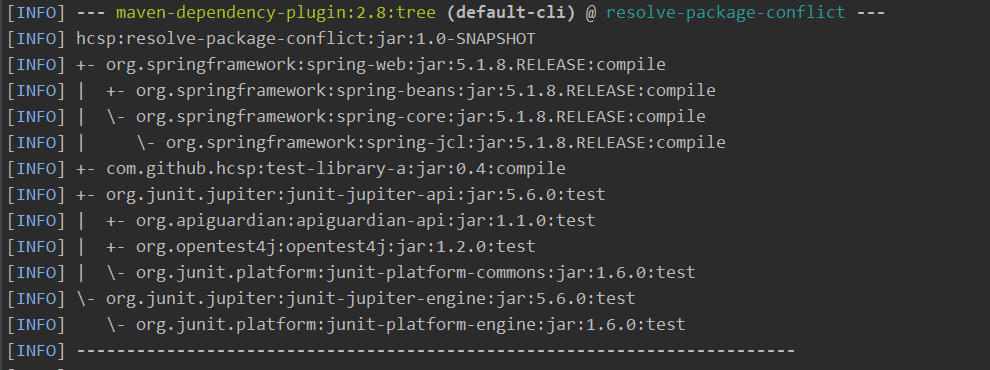 [INFO] --- maven-dependency-plugin:2.8:tree (default-cli) @ resolve-package-conflict ---
[INFO] hcsp:resolve-package-conflict:jar:1.0-SNAPSHOT
[INFO] +- org.springframework:spring-web:jar:5.1.8.RELEASE:compile
[INFO] |  +- org.springframework:spring-beans:jar:5.1.8.RELEASE:compile
[INFO] |  \- org.springframework:spring-core:jar:5.1.8.RELEASE:compile
[INFO] |     \- org.springframework:spring-jcl:jar:5.1.8.RELEASE:compile
[INFO] +- com.github.hcsp:test-library-a:jar:0.4:compile
[INFO] +- org.junit.jupiter:junit-jupiter-api:jar:5.6.0:test
[INFO] |  +- org.apiguardian:apiguardian-api:jar:1.1.0:test
[INFO] |  +- org.opentest4j:opentest4j:jar:1.2.0:test
[INFO] |  \- org.junit.platform:junit-platform-commons:jar:1.6.0:test
[INFO] \- org.junit.jupiter:junit-jupiter-engine:jar:5.6.0:test
[INFO]    \- org.junit.platform:junit-platform-engine:jar:1.6.0:test
[INFO] ------------------------------------------------------------------------